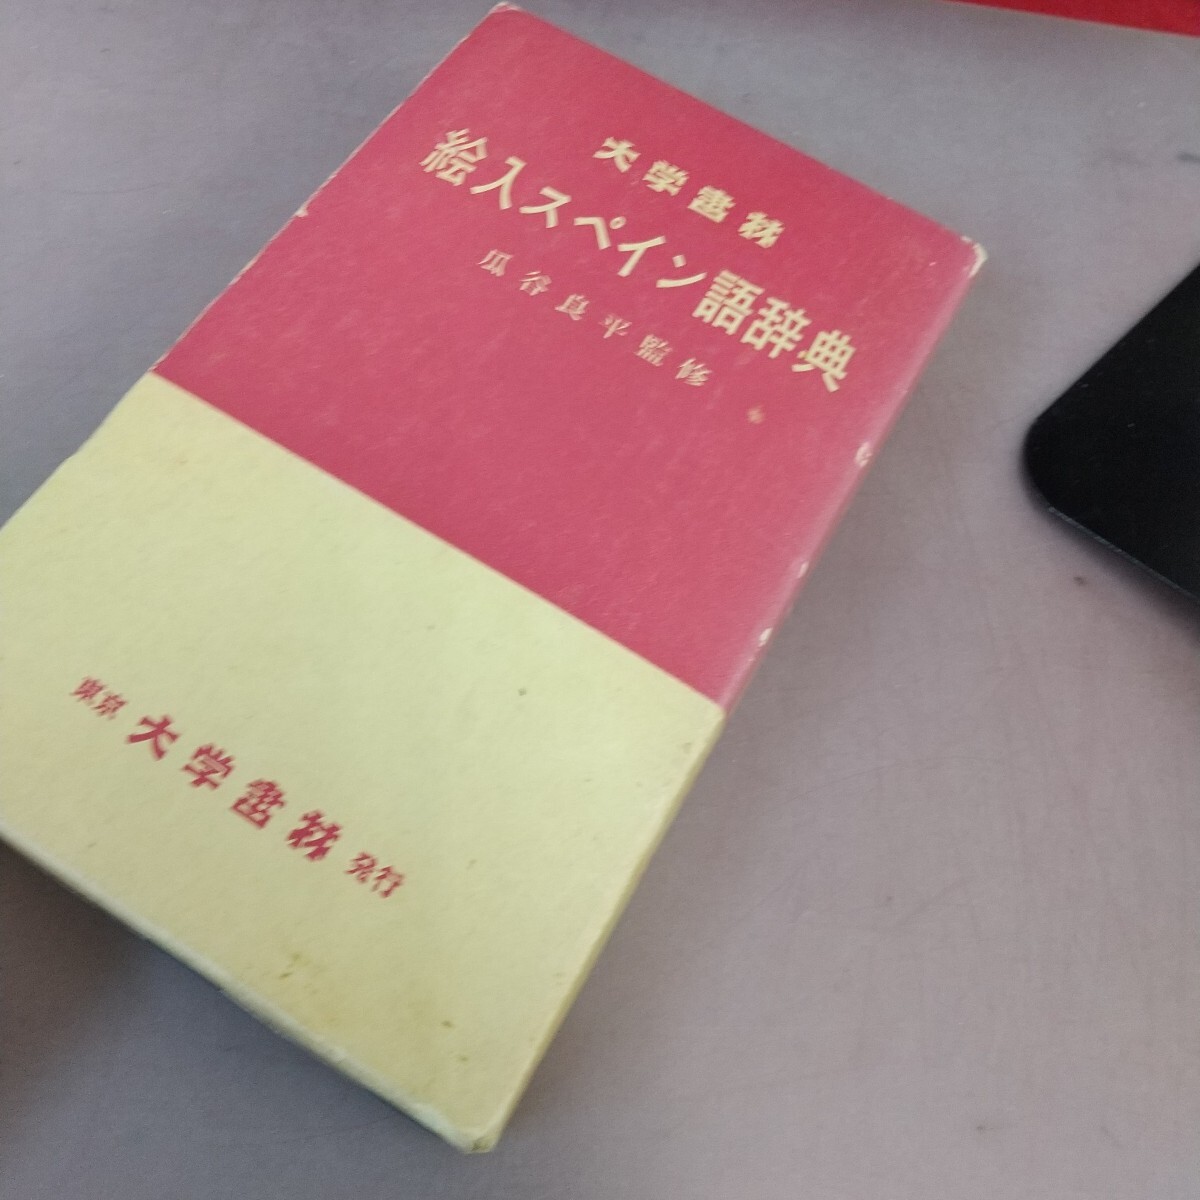 大学書林
絵入スペイン語辞典
瓜谷良平監修
東京 大学書林 発行